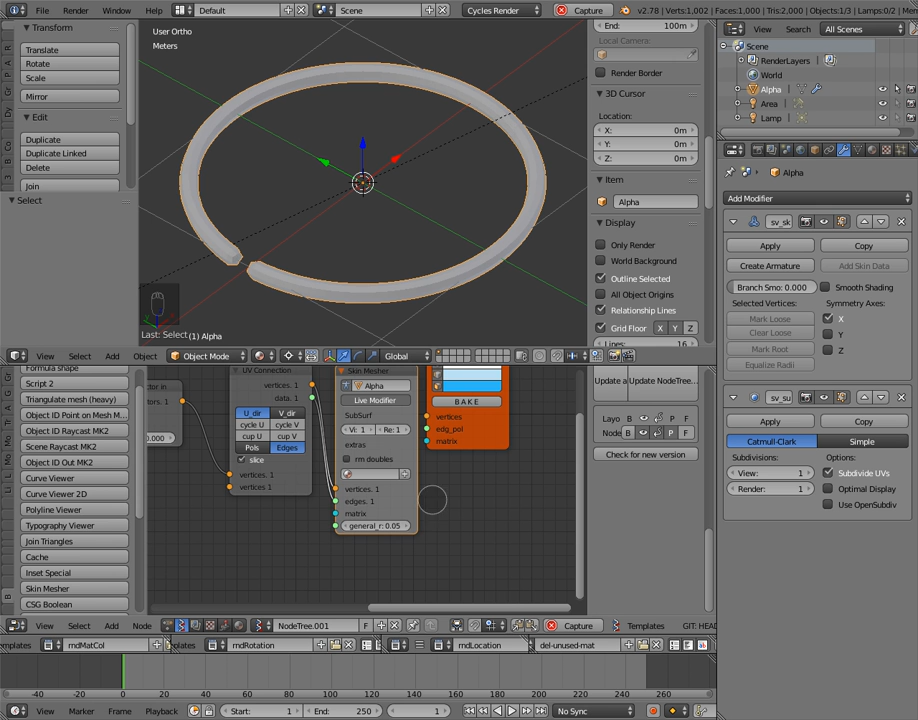 File
Render
Window
Help
Default
Scene
Cycles Render
Capture
v2.78 | Verts:1,002 | Faces:1,000 | Tris:2,000 | Objects:1/3 | Lamps:0/2 | Mem
Transform
Translate
Rotate
Scale
Mirror
Edit
Duplicate
Duplicate Linked
Delete
Join
Select
User Ortho
Meters
Last: Select
(1) Alpha
View
Select
Add
Object
Object Mode
Global
End: 100m
Local Camera:
Render Border
3D Cursor
Location:
X: 0m
Y: 0m
Z: 0m
Item
Alpha
Display
Only Render
World Background
Outline Selected
All Object Origins
Relationship Lines
Grid Floor
X
Y
Z
Lines: 16
View
Search
All Scenes
Scene
RenderLayers
World
Alpha
Area
Lamp
Alpha
Add Modifier
sv_sk
Apply
Copy
Create Armature
Add Skin Data
Branch Smo: 0.000
Smooth Shading
Selected Vertices:
Symmetry Axes:
Mark Loose
X
Clear Loose
Y
Mark Root
Z
Equalize Radii
sv_su
Apply
Copy
Catmull-Clark
Simple
Subdivisions:
Options:
View: 1
Subdivide UVs
Render: 1
Optimal Display
Use OpenSubdiv
Formula shape
Script 2
Triangulate mesh (heavy)
Object ID Point on Mesh M...
Object ID Out MK2
Scene Raycast MK2
Object ID Out MK2
Curve Viewer
Curve Viewer 2D
Polyline Viewer
Typography Viewer
Join Triangles
Cache
Inset Special
Skin Mesher
CSG Boolean
tor in
tors. 1
0.000
UV Connection
vertices. 1
data. 1
U_dir
V_dir
cycle U
cycle V
cup U
cup V
Pols
Edges
slice
vertices. 1
vertices 1
Skin Mesher
Alpha
Live Modifier
SubSurf
V: 1
Re: 1
extras
rm doubles
vertices. 1
edges. 1
matrix
general_r: 0.05
B A K E
vertices
edg_pol
matrix
Update a
Update NodeTree...
Layo
B
P
F
Node
B
P
F
Check for new version
View
Select
Add
Node
NodeTree.001
F
Capture
Templates
GIT: HEAD
mplates
rndMatCol
plates
rndRotation
rndLocation
del-unused-mat
-40
-20
0
20
40
60
80
100
120
140
160
180
200
220
240
260
View
Marker
Frame
Playback
Start: 1
End: 250
1
No Sync